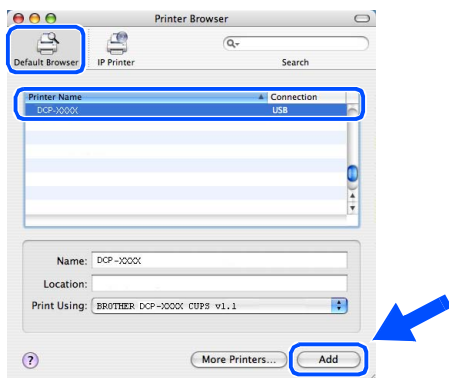 Printer Browser
Default Browser
IP Printer
Search
Printer Name
Connection
DCP-XXXX
USB
Name: DCP-XXXX
Location:
Print Using: BROTHER DCP-XXXX CUPS v1.1
?
More Printers...
Add